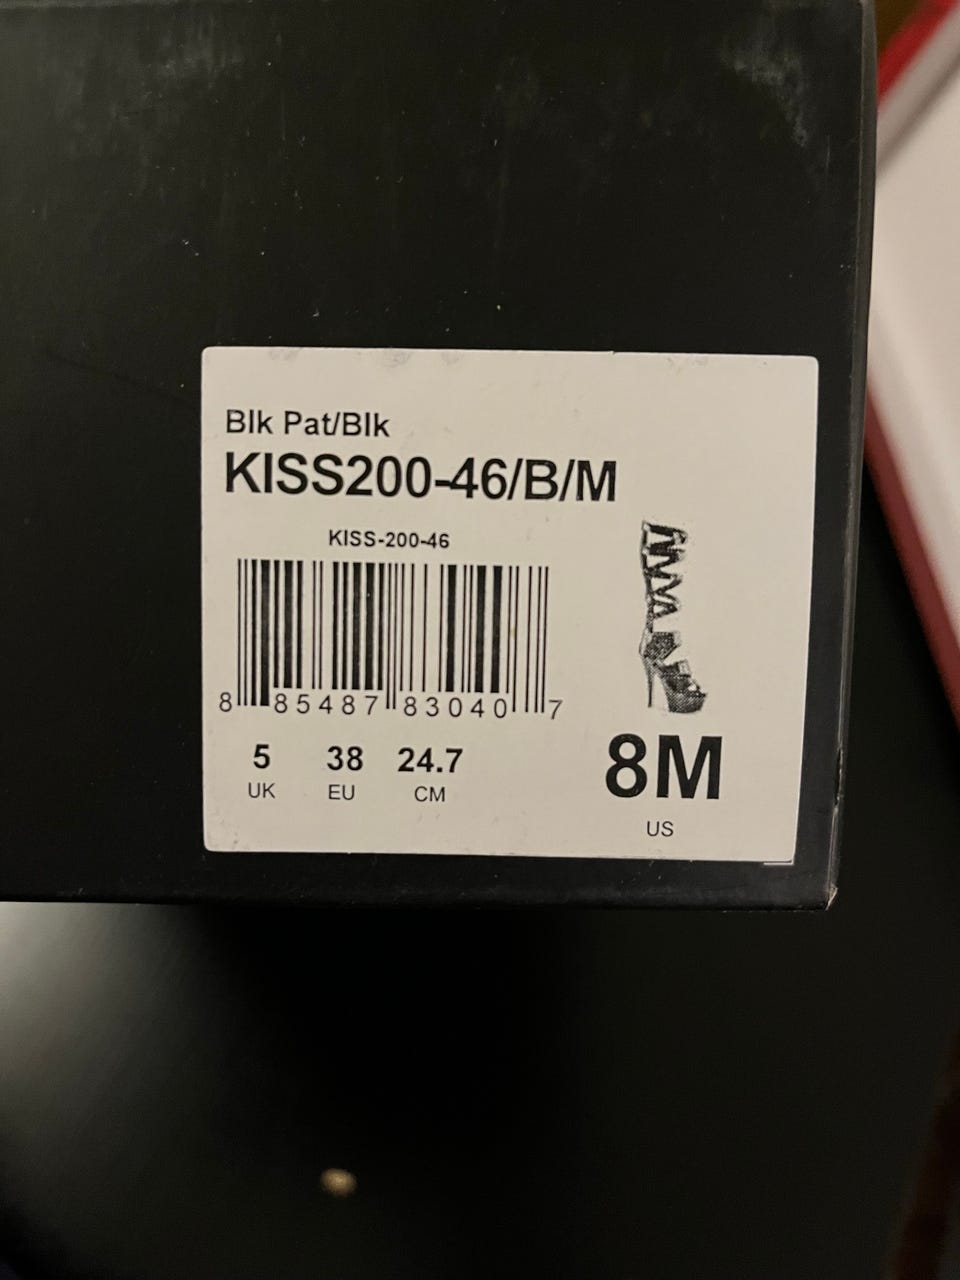 Blk Pat/Blk
KISS200-46/B/M
KISS-200-46
8 85487 83040 7
5 38 24.7
UK EU CM
8M
US